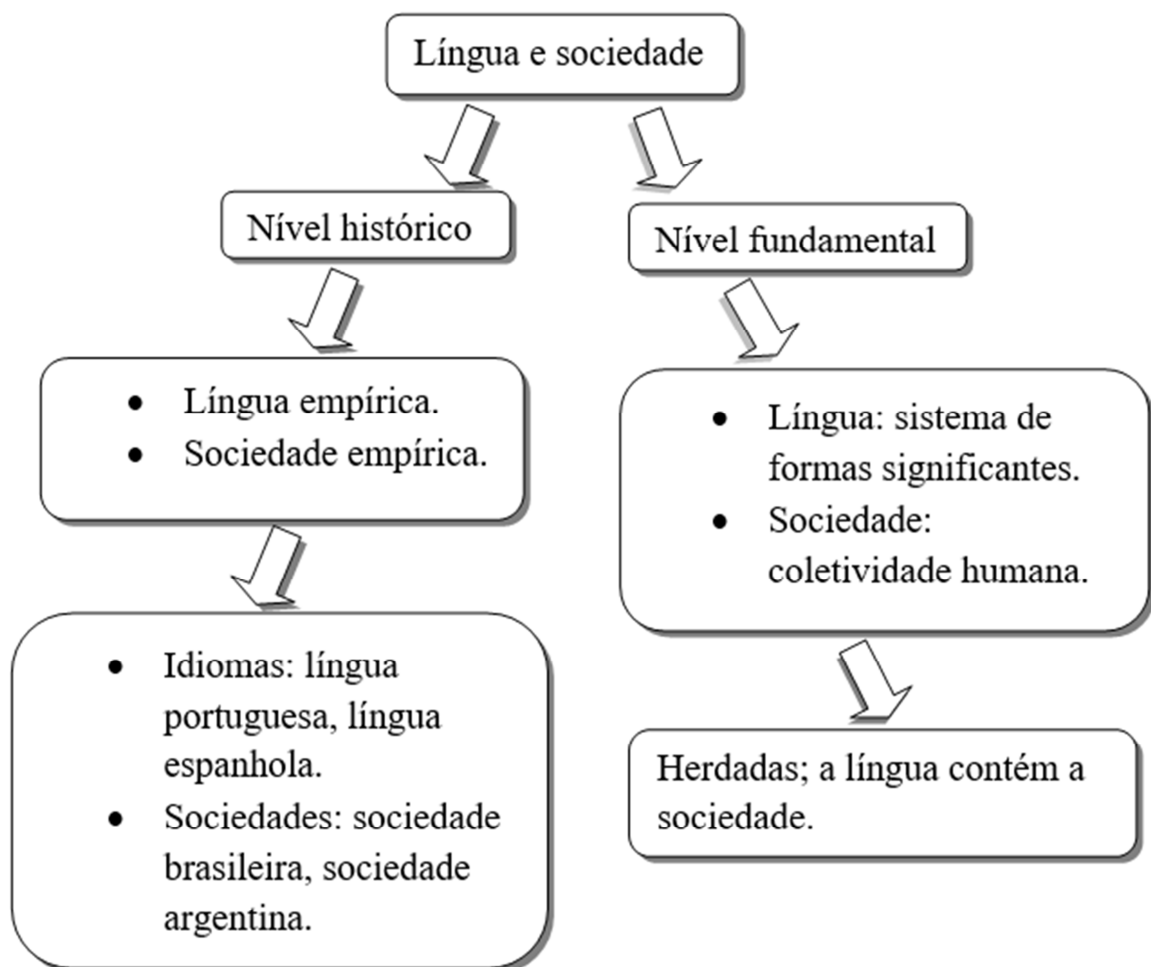 Língua e sociedade
Nível histórico
Nível fundamental
• Língua empírica.
• Sociedade empírica.
• Língua: sistema de
formas significantes.
• Sociedade:
coletividade humana.
• Idiomas: língua
portuguesa, língua
espanhola.
• Sociedades: sociedade
brasileira, sociedade
argentina.
Herdadas; a língua contém a
sociedade.